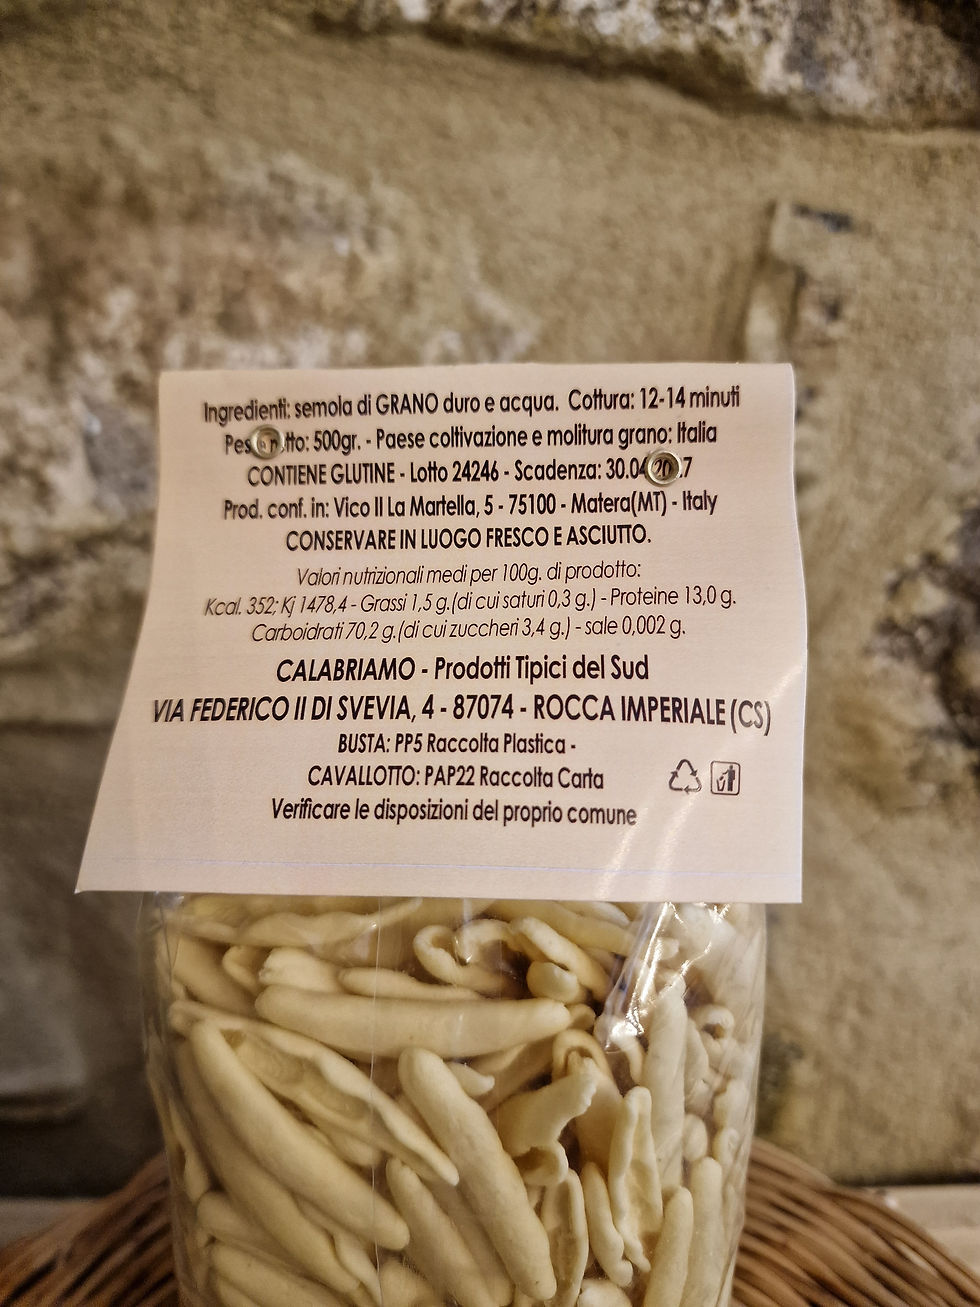 Ingredienti: semola di GRANO duro e acqua. Cottura: 12-14 minuti
500gr. - Paese coltivazione e molitura grano: Italia
CONTIENE GLUTINE - Lotto 24246 - Scadenza:
Prod. conf. in: Vico II La Martella, 5 - 75100 - Matera(MT) - Italy
CONSERVARE IN LUOGO FRESCO E ASCIUTTO.
Valori nutrizionali medi per 100g. di prodotto:
Kcal. 352; Kj 1478,4 - Grassi 1,5 g.(di cui saturi 0,3 g.) - Proteine 13,0 g.
Carboidrati 70,2 g.(di cui zuccheri 3,4 g.) - sale 0,002 g.
CALABRIAMO - Prodotti Tipici del Sud
VIA FEDERICO II DI SVEVIA, 4 - 87074 - ROCCA IMPERIALE (CS)
BUSTA: PP5 Raccolta Plastica -
CAVALLOTTO: PAP22 Raccolta Carta
Verificare le disposizioni del proprio comune